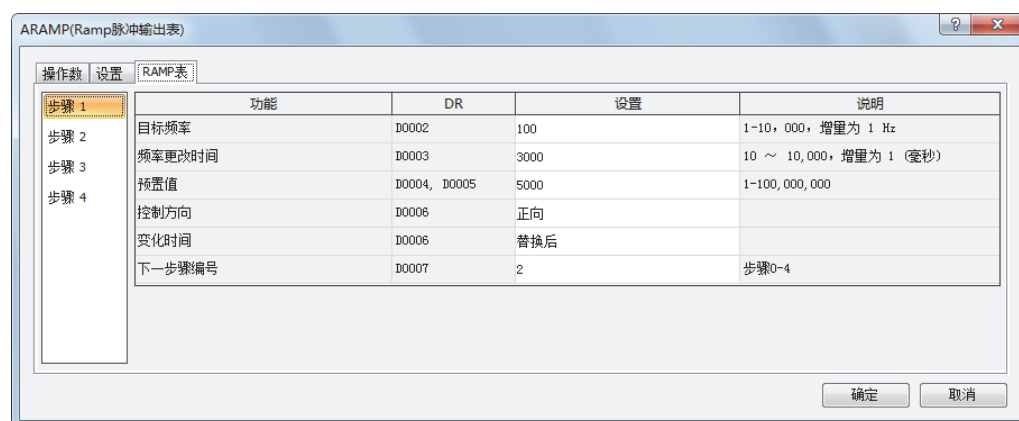 ARAMP(Ramp脉冲输出表)
操作数 设置 RAMP表
步骤 1
步骤 2
步骤 3
步骤 4
功能 DR 设置 说明
目标频率 D0002 100 1-10，000，增量为 1 Hz
频率更改时间 D0003 3000 10 ～ 10,000，增量为 1 (毫秒)
预置值 D0004, D0005 5000 1-100,000,000
控制方向 D0006 正向
变化时间 D0006 替换后
下一步骤编号 D0007 2 步骤0-4
确定 取消